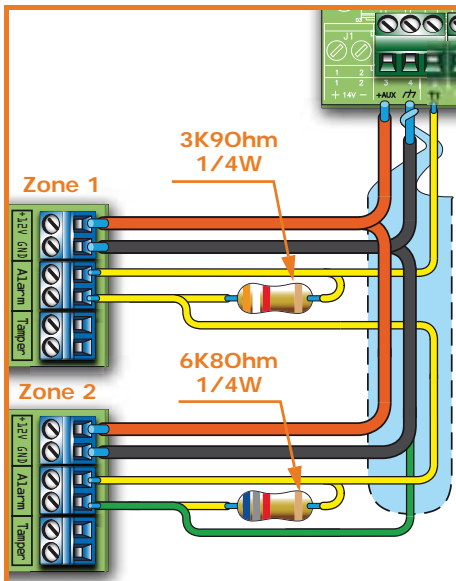 J1
1 2
1 2 3 4
+ 14V - +AUX
3K9Ohm
1/4W
Zone 1
+12V GND
Alarm
Tamper
6K8Ohm
1/4W
Zone 2
+12V GND
Alarm
Tamper